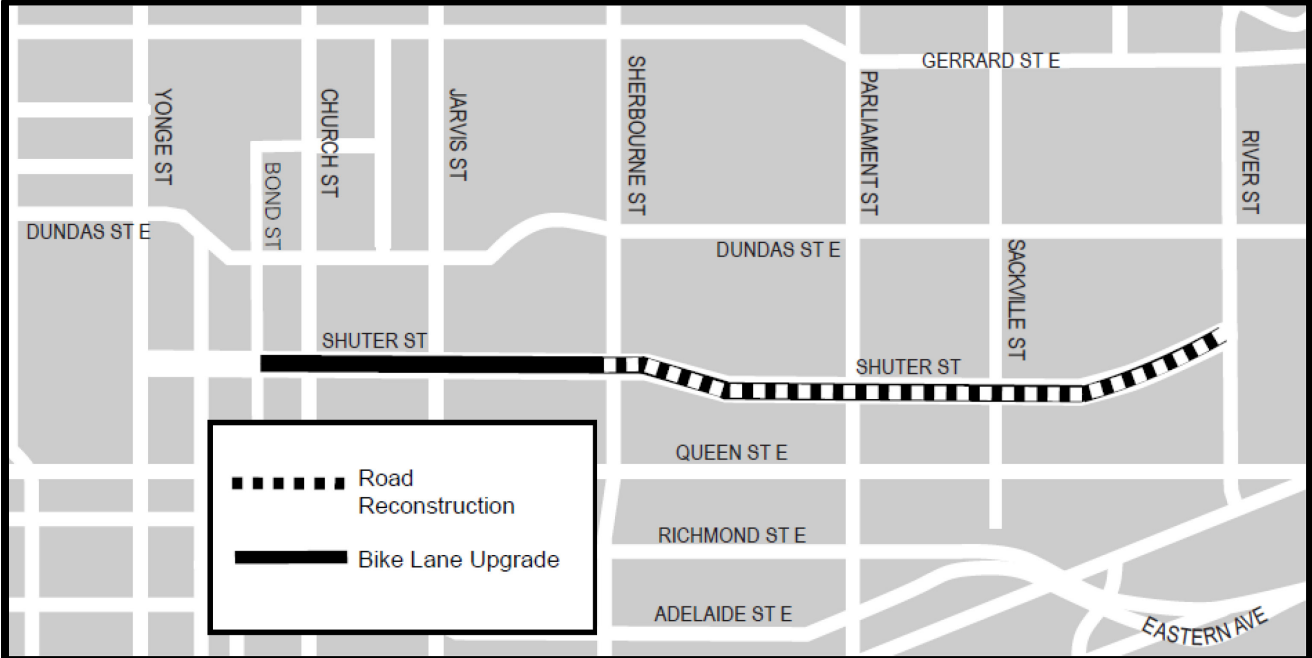 GERRARD ST E
YONGE ST
CHURCH ST
JARVIS ST
SHERBOURNE ST
PARLIAMENT ST
RIVER ST
BOND ST
DUNDAS ST E
DUNDAS ST E
SACKVILLE ST
SHUTER ST
SHUTER ST
QUEEN ST E
Road
Reconstruction
RICHMOND ST E
Bike Lane Upgrade
ADELAIDE ST E
EASTERN AVE